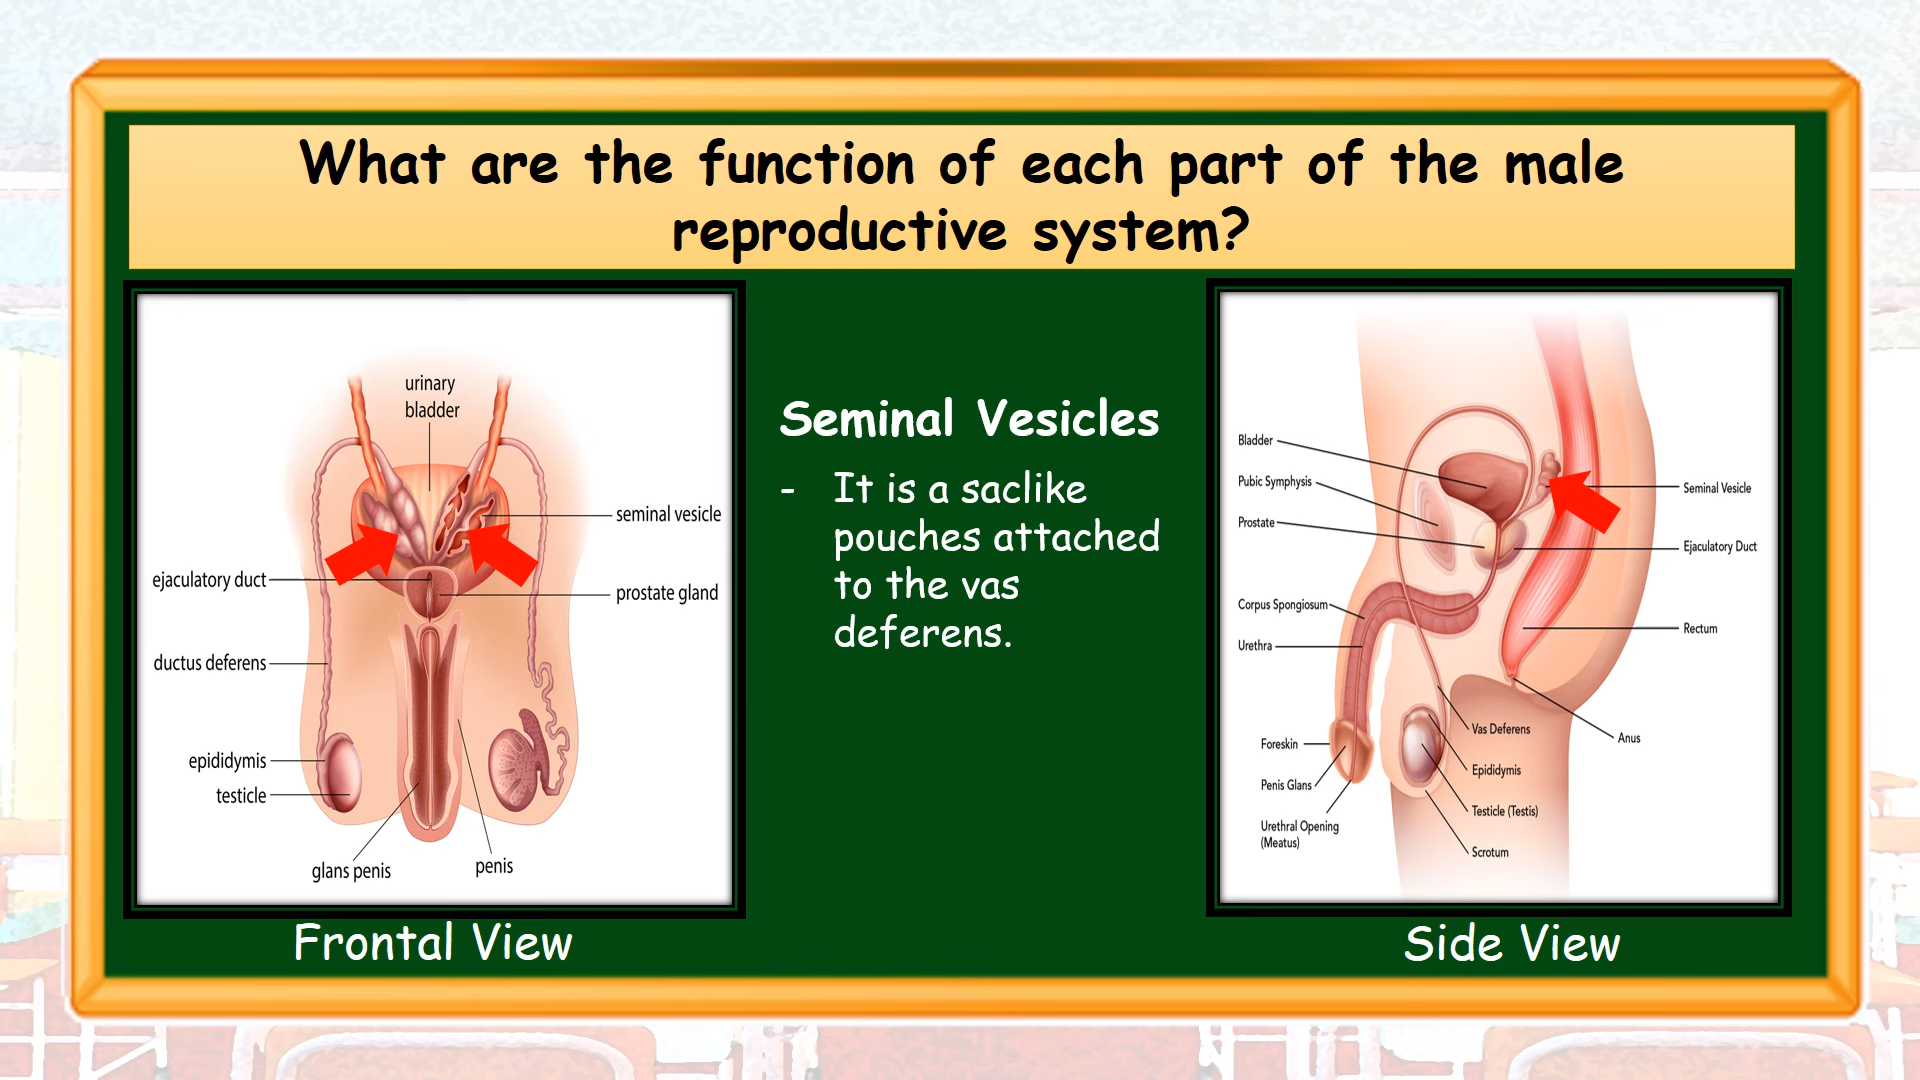 What are the function of each part of the male
reproductive system?
urinary
bladder
seminal vesicle
ejaculatory duct
prostate gland
ductus deferens
epididymis
testicle
glans penis
penis
Frontal View
Seminal Vesicles
- It is a saclike
pouches attached
to the vas
deferens.
Bladder
Pubic Symphysis
Prostate
Seminal Vesicle
Ejaculatory Duct
Corpus Spongiosum
Urethra
Rectum
Foreskin
Penis Glans
Urethral Opening
(Meatus)
Vas Deferens
Epididymis
Testicle (Testis)
Scrotum
Anus
Side View